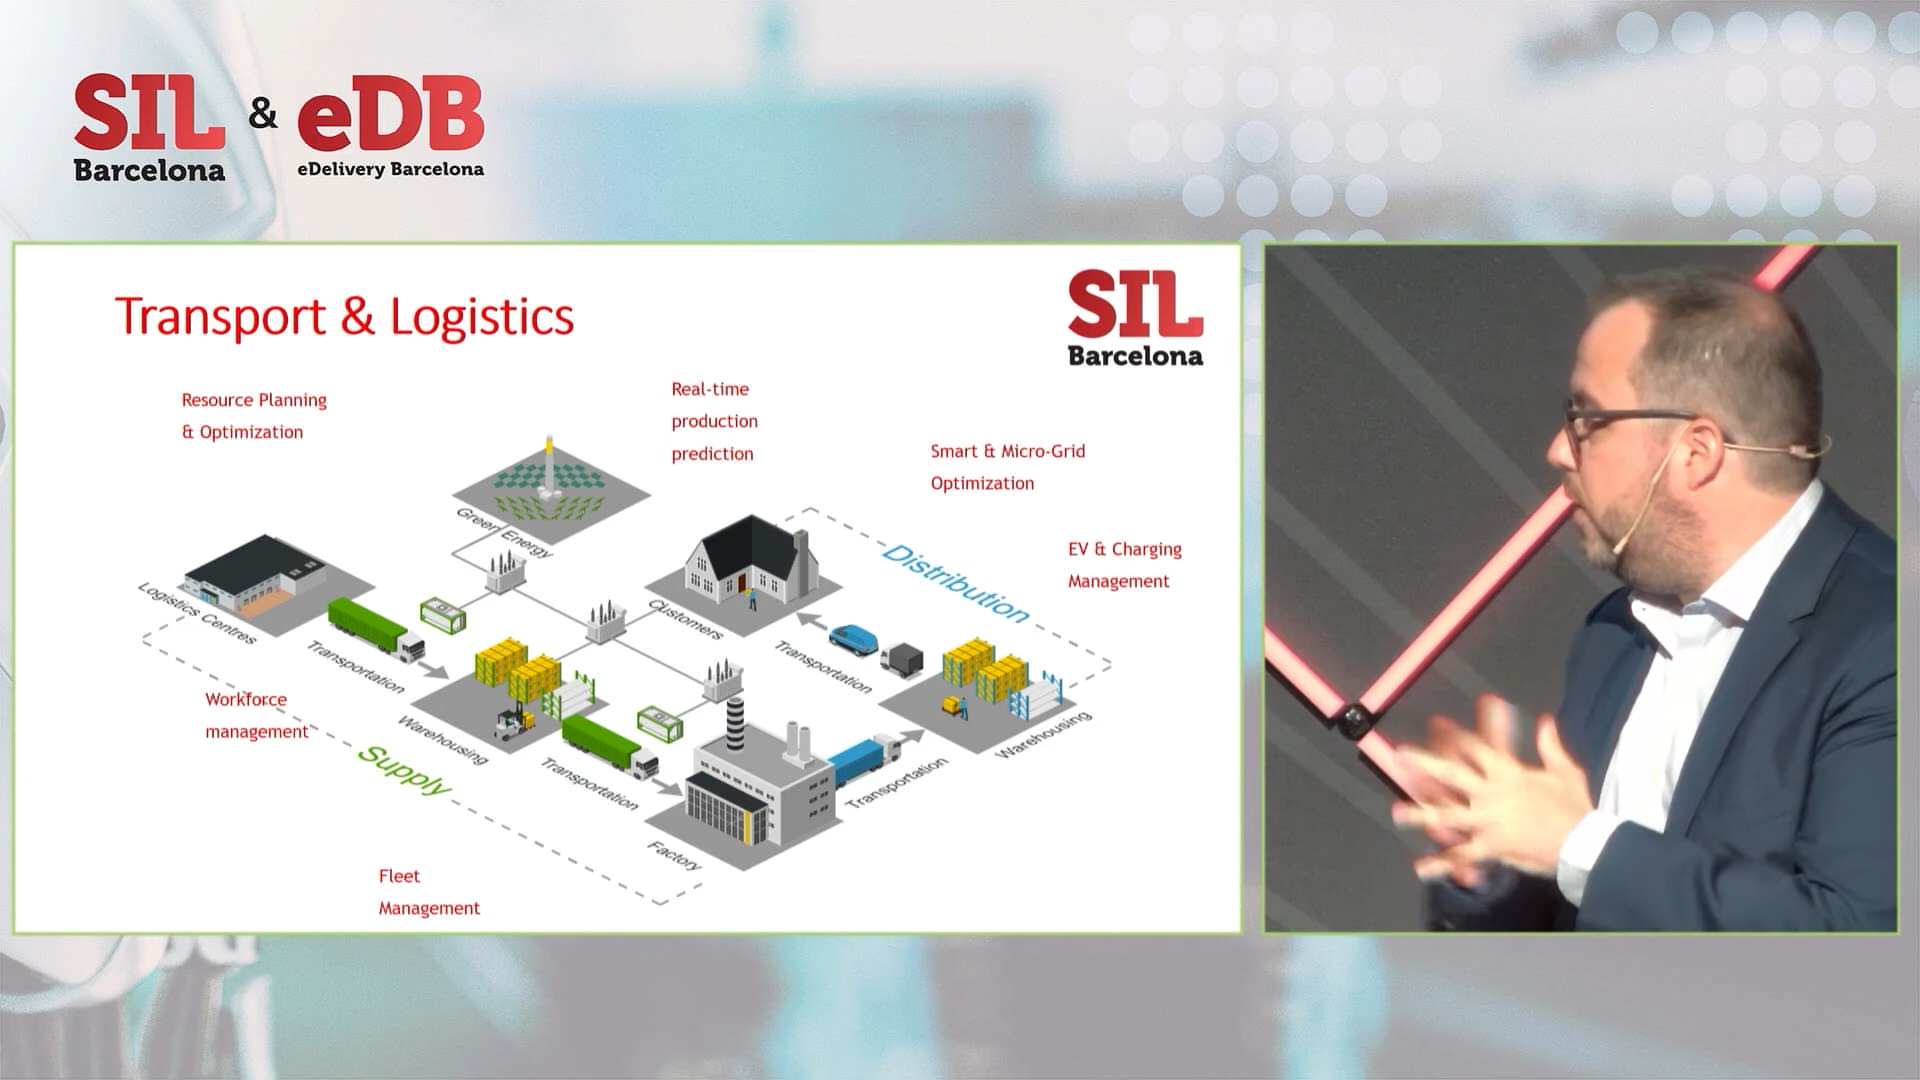 SIL
Barcelona
&
eDB
eDelivery Barcelona
Transport & Logistics
SIL
Barcelona
Resource Planning
& Optimization
Real-time
production
prediction
Smart & Micro-Grid
Optimization
EV & Charging
Management
Green Energy
Distribution
Logistics Centres
Customers
Transportation
Transportation
Workforce
management
Warehousing
Warehousing
Supply
Transportation
Transportation
Factory
Fleet
Management